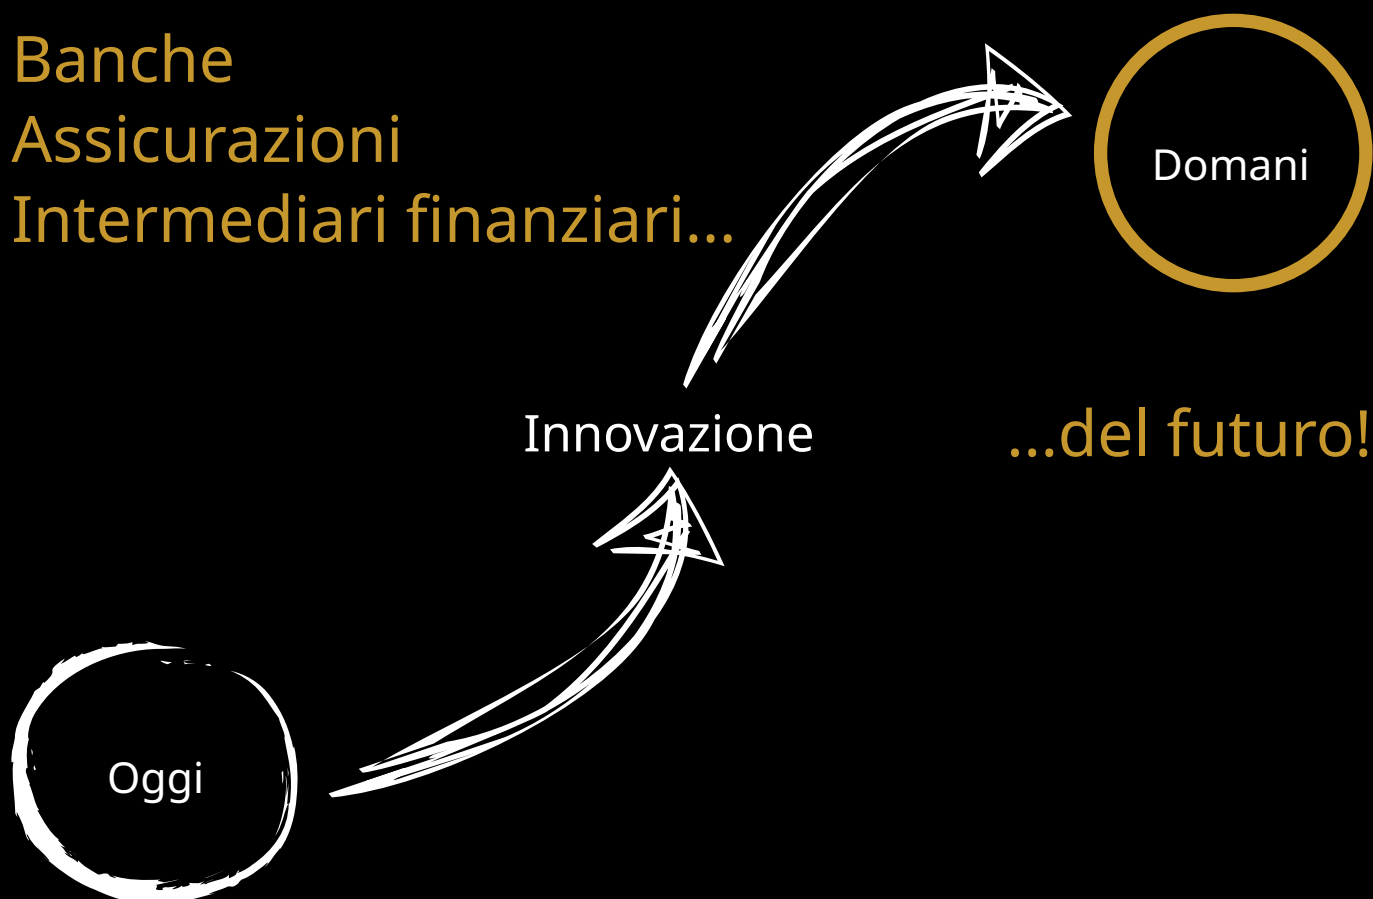 Banche
Assicurazioni
Intermediari finanziari...
Domani
Innovazione
...del futuro!
Oggi